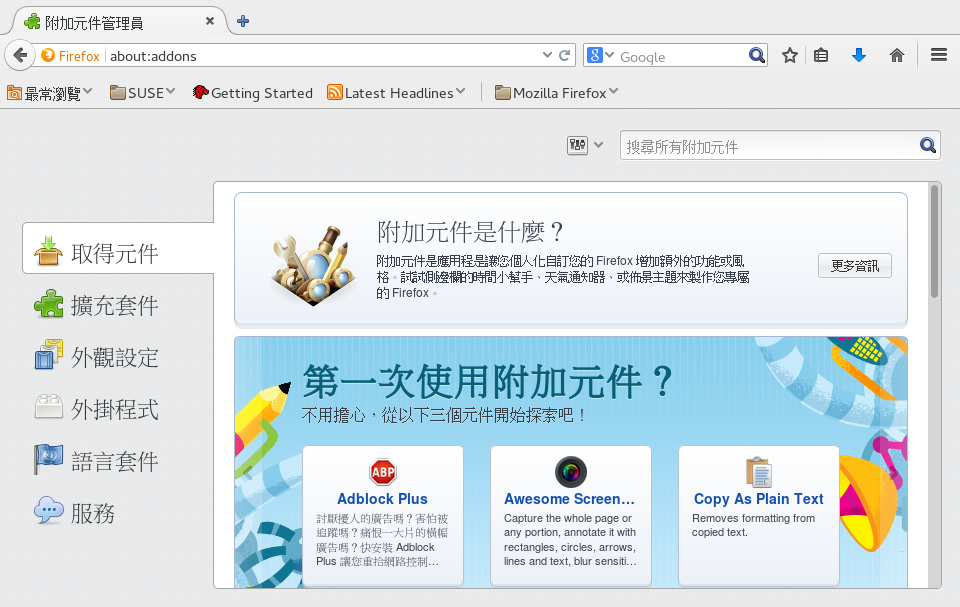 附加元件管理員
Firefox about:addons
Google
最常瀏覽 SUSE Getting Started Latest Headlines Mozilla Firefox
搜尋所有附加元件
取得元件
擴充套件
外觀設定
外掛程式
語言套件
服務
附加元件是什麼？
附加元件是應用程是讓您個人化自訂您的 Firefox 增加額外的功能或風
格。試試側邊欄的時間小幫手、天氣通知器、或佈景主題來製作您專屬
的 Firefox。
更多資訊
第一次使用附加元件？
不用擔心，從以下三個元件開始探索吧！
ABP
Adblock Plus
討厭擾人的廣告嗎？害怕被
追蹤嗎？痛恨一大片的橫幅
廣告嗎？快安裝 Adblock
Plus 讓您重拾網路控制…
Awesome Screen…
Capture the whole page or
any portion, annotate it with
rectangles, circles, arrows,
lines and text, blur sensiti…
Copy As Plain Text
Removes formatting from
copied text.